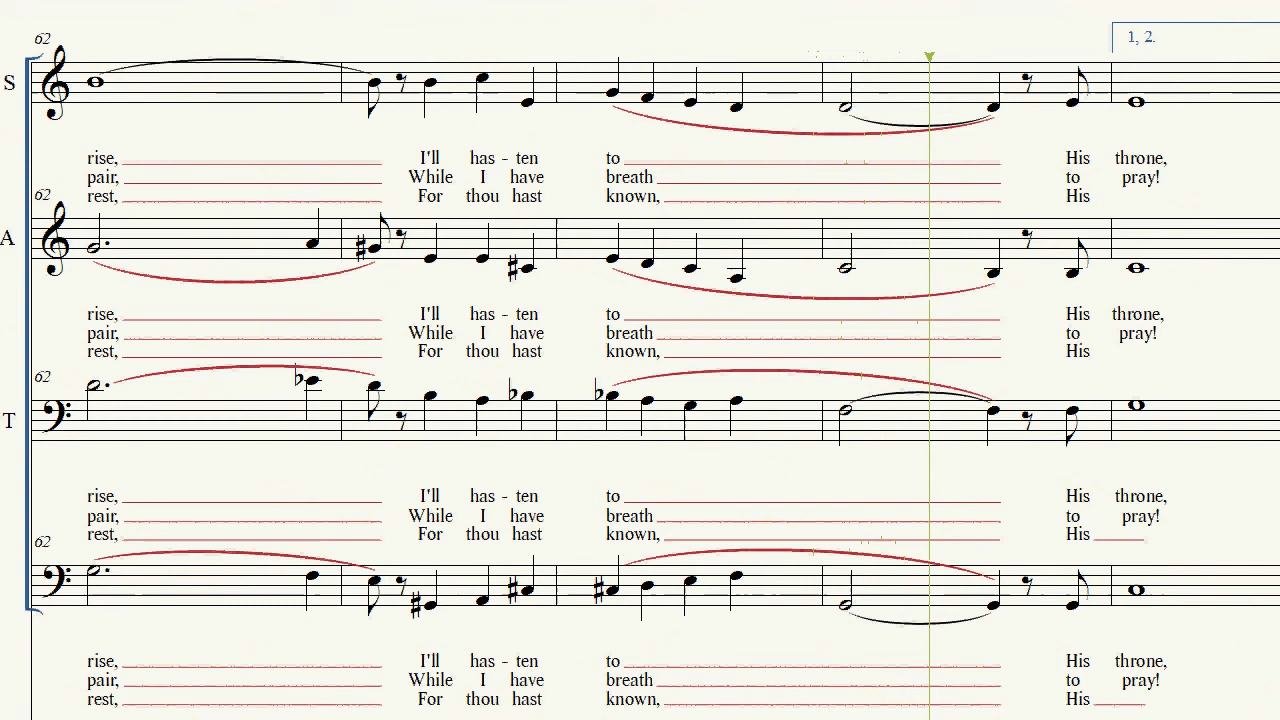 62
1, 2.
S
rise, I'll has - ten to His throne,
pair, While I have breath to pray!
rest, For thou hast known, His
62
A
rise, I'll has - ten to His throne,
pair, While I have breath to pray!
rest, For thou hast known, His
62
T
rise, I'll has - ten to His throne,
pair, While I have breath to pray!
rest, For thou hast known, His
62
rise, I'll has - ten to His throne,
pair, While I have breath to pray!
rest, For thou hast known, His